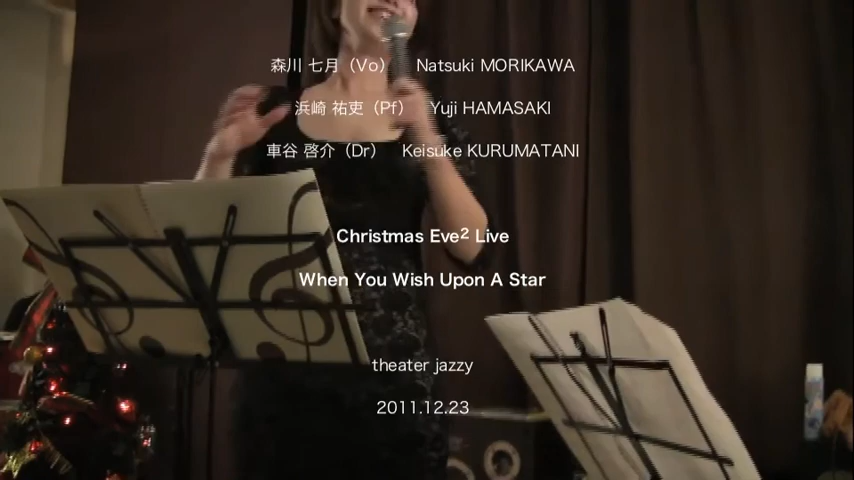 森川 七月（Vo） Natsuki MORIKAWA
浜崎 祐吏（Pf） Yuji HAMASAKI
車谷 啓介（Dr） Keisuke KURUMATANI
Christmas Eve² Live
When You Wish Upon A Star
theater jazzy
2011.12.23